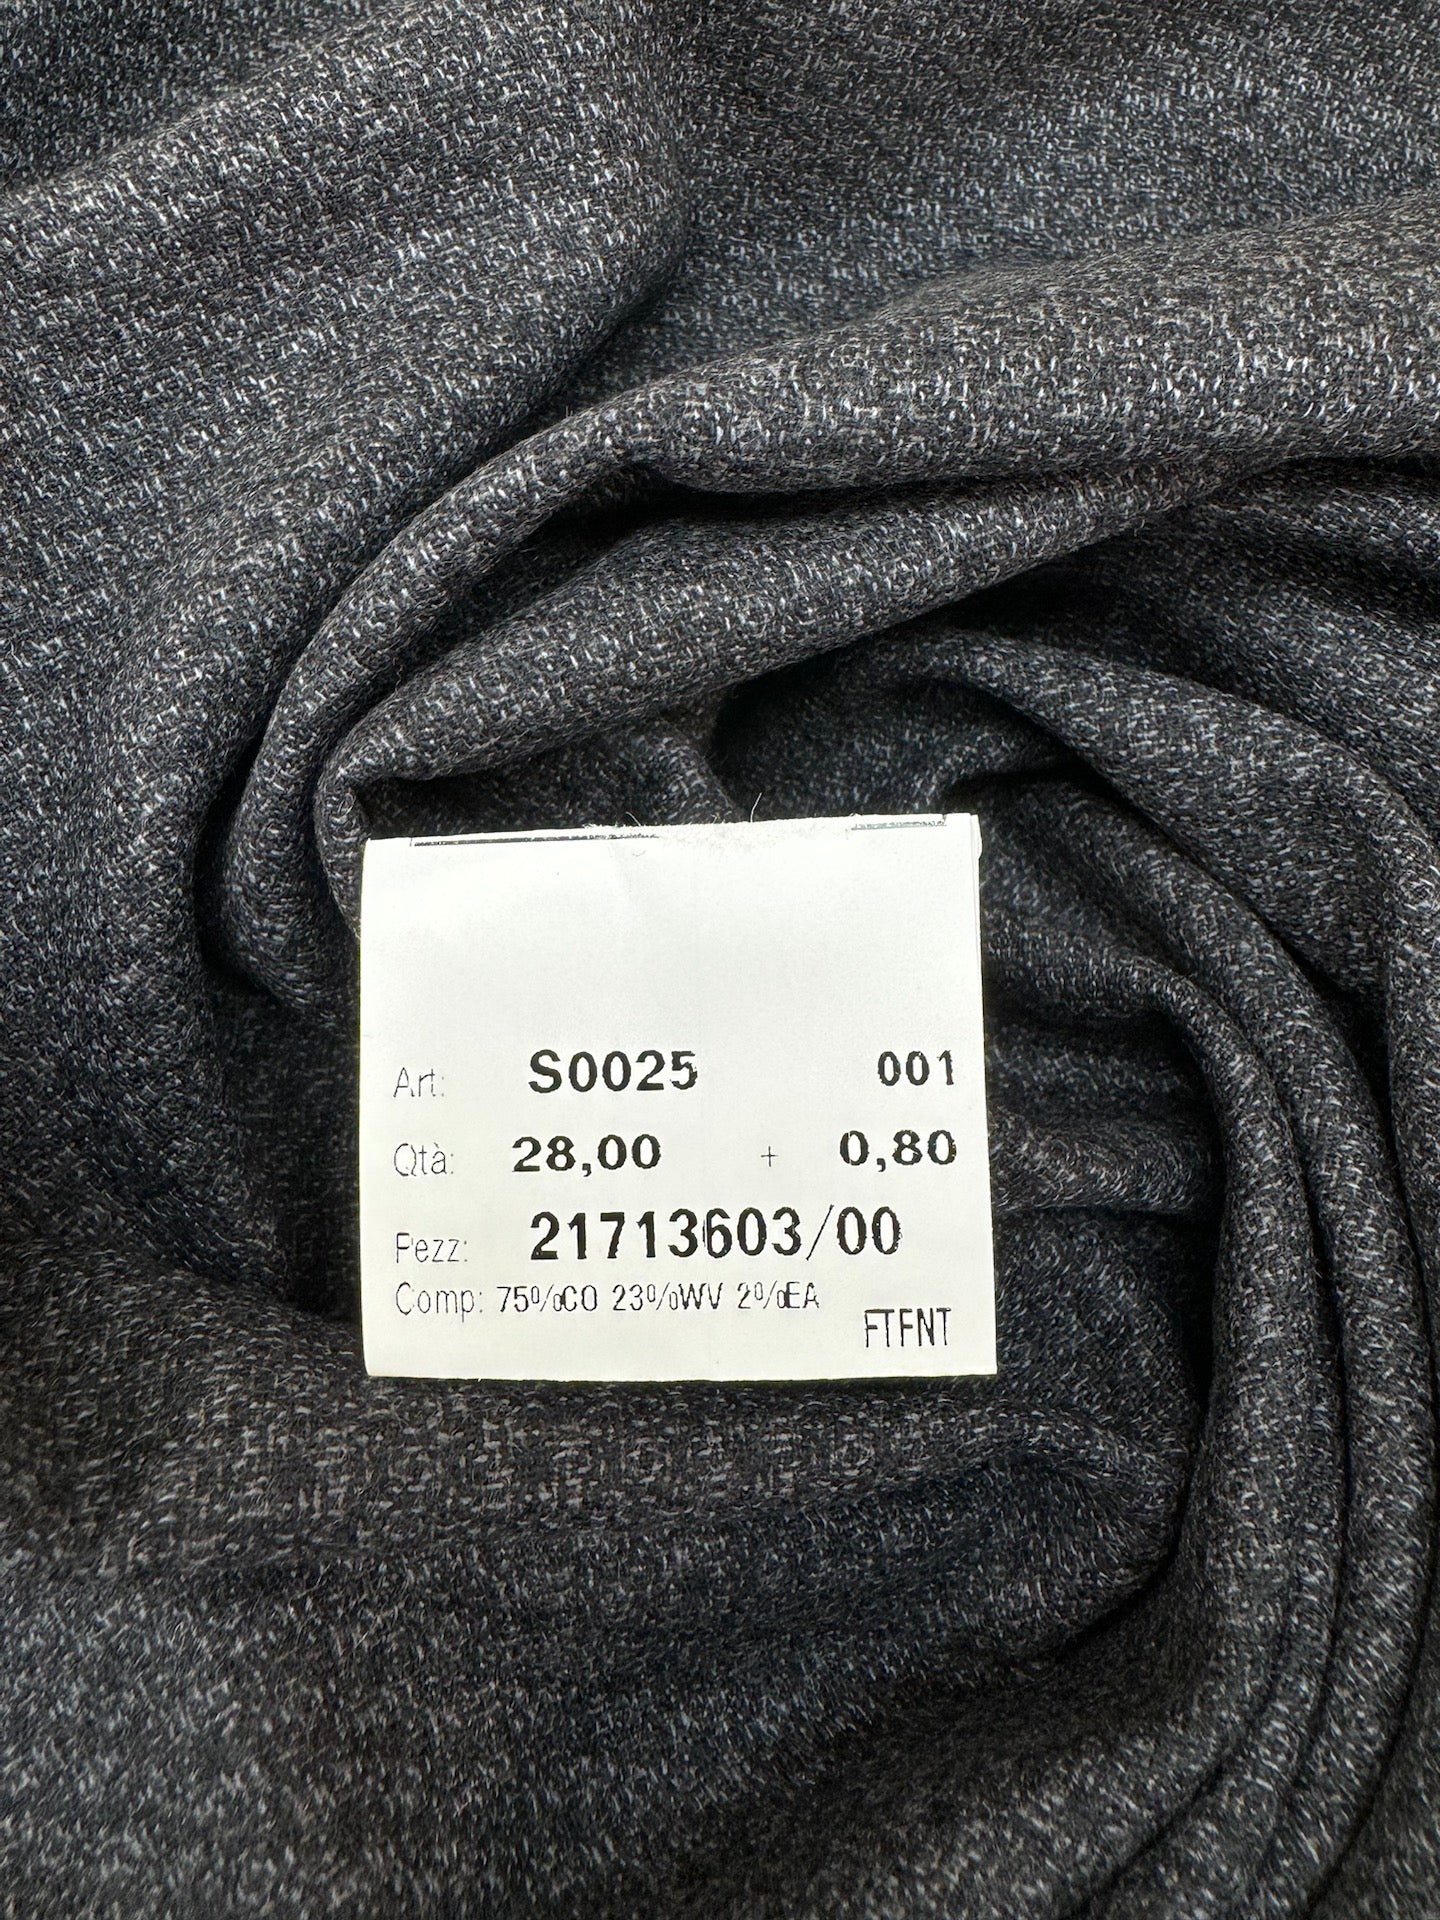 Art: S0025 001
Qtà: 28,00 + 0,80
Pezz: 21713603/00
Comp: 75%CO 23%WV 2%EA
FTFNT